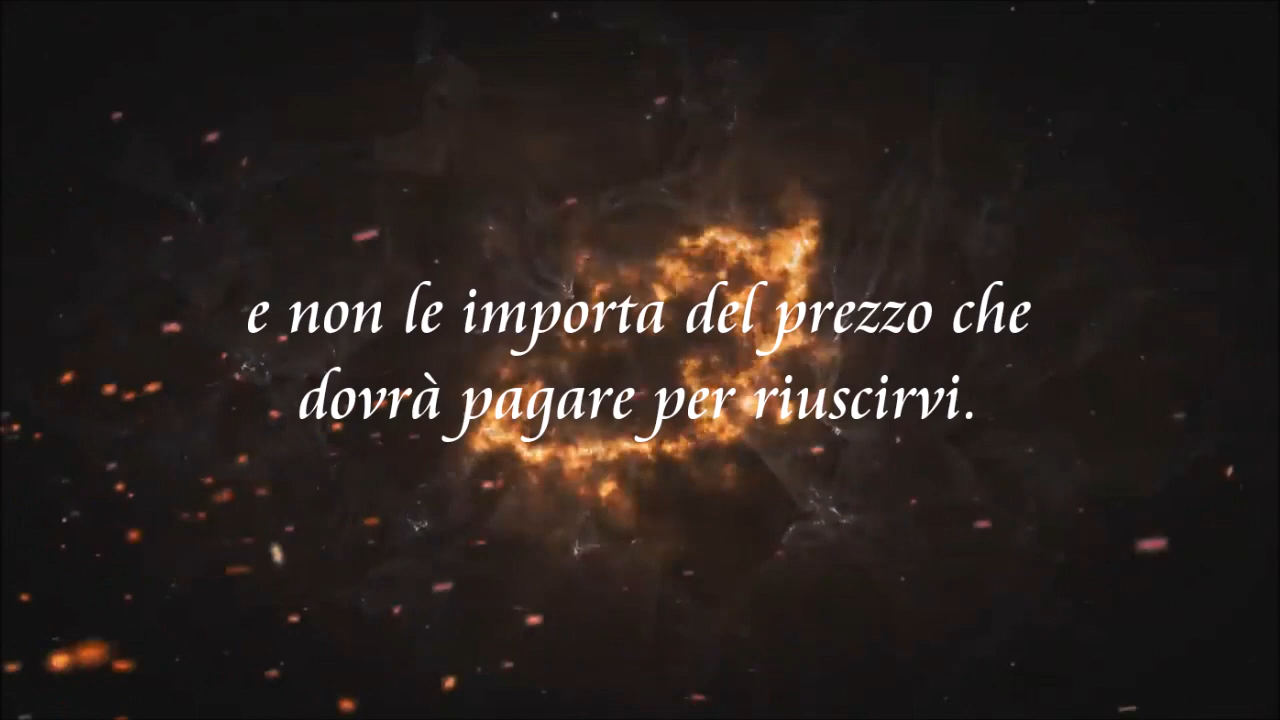 e non le importa del prezzo che
dovrà pagare per riuscirvi.